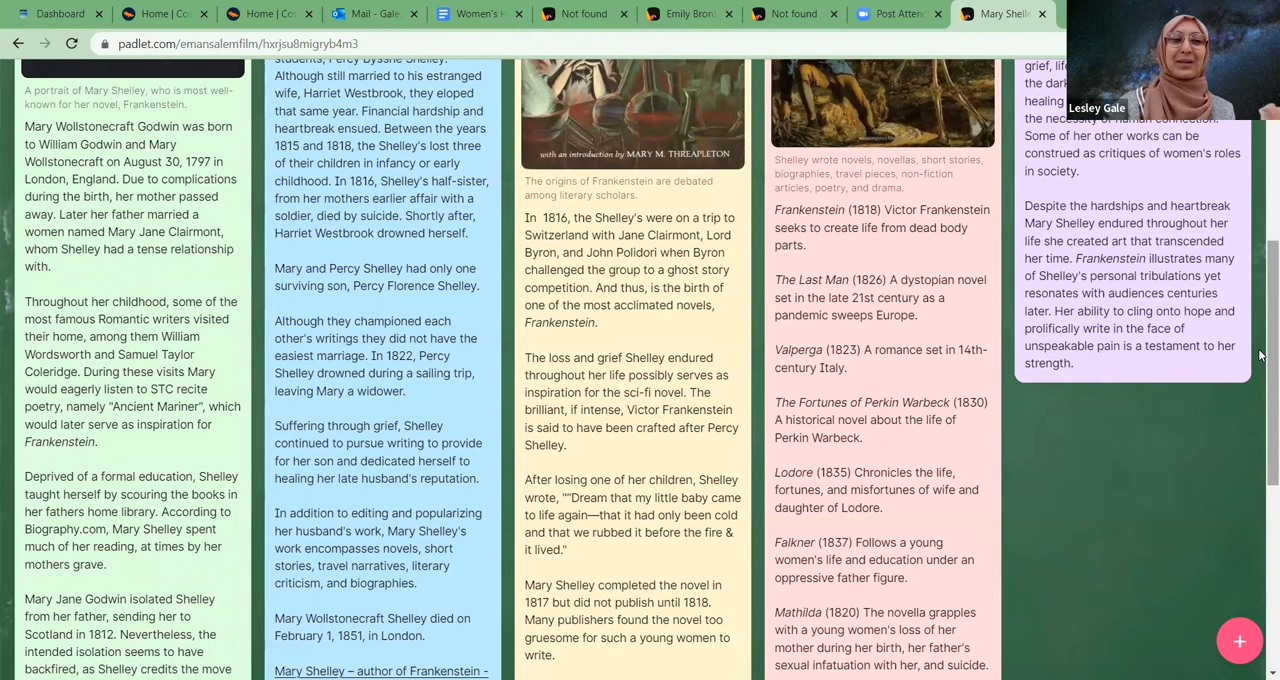 Dashboard
Home | Cos
Home | Cos
Mail - Gale
Women's H
Not found
Emily Bront
Not found
Post Attenc
Mary Shelle
padlet.com/emansalemfilm/hxrjsu8migryb4m3
Lesley Gale
A portrait of Mary Shelley, who is most well-
known for her novel, Frankenstein.
Mary Wollstonecraft Godwin was born
to William Godwin and Mary
Wollstonecraft on August 30, 1797 in
London, England. Due to complications
during the birth, her mother passed
away. Later her father married a
women named Mary Jane Clairmont,
whom Shelley had a tense relationship
with.
Throughout her childhood, some of the
most famous Romantic writers visited
their home, among them William
Wordsworth and Samuel Taylor
Coleridge. During these visits Mary
would eagerly listen to STC recite
poetry, namely "Ancient Mariner", which
would later serve as inspiration for
Frankenstein.
Deprived of a formal education, Shelley
taught herself by scouring the books in
her fathers home library. According to
Biography.com, Mary Shelley spent
much of her reading, at times by her
mothers grave.
Mary Jane Godwin isolated Shelley
from her father, sending her to
Scotland in 1812. Nevertheless, the
intended isolation seems to have
backfired, as Shelley credits the move
students, Percy Bysshe Shelley.
Although still married to his estranged
wife, Harriet Westbrook, they eloped
that same year. Financial hardship and
heartbreak ensued. Between the years
1815 and 1818, the Shelley's lost three
of their children in infancy or early
childhood. In 1816, Shelley's half-sister,
from her mothers earlier affair with a
soldier, died by suicide. Shortly after,
Harriet Westbrook drowned herself.
Mary and Percy Shelley had only one
surviving son, Percy Florence Shelley.
Although they championed each
other's writings they did not have the
easiest marriage. In 1822, Percy
Shelley drowned during a sailing trip,
leaving Mary a widower.
Suffering through grief, Shelley
continued to pursue writing to provide
for her son and dedicated herself to
healing her late husband's reputation.
In addition to editing and popularizing
her husband's work, Mary Shelley's
work encompasses novels, short
stories, travel narratives, literary
criticism, and biographies.
Mary Wollstonecraft Shelley died on
February 1, 1851, in London.
Mary Shelley – author of Frankenstein -
with an introduction by MARY M. THREAPLETON
The origins of Frankenstein are debated
among literary scholars.
In 1816, the Shelley's were on a trip to
Switzerland with Jane Clairmont, Lord
Byron, and John Polidori when Byron
challenged the group to a ghost story
competition. And thus, is the birth of
one of the most acclimated novels,
Frankenstein.
The loss and grief Shelley endured
throughout her life possibly serves as
inspiration for the sci-fi novel. The
brilliant, if intense, Victor Frankenstein
is said to have been crafted after Percy
Shelley.
After losing one of her children, Shelley
wrote, "“Dream that my little baby came
to life again—that it had only been cold
and that we rubbed it before the fire &
it lived."
Mary Shelley completed the novel in
1817 but did not publish until 1818.
Many publishers found the novel too
gruesome for such a young women to
write.
Shelley wrote novels, novellas, short stories,
biographies, travel pieces, non-fiction
articles, poetry, and drama.
Frankenstein (1818) Victor Frankenstein
seeks to create life from dead body
parts.
The Last Man (1826) A dystopian novel
set in the late 21st century as a
pandemic sweeps Europe.
Valperga (1823) A romance set in 14th-
century Italy.
The Fortunes of Perkin Warbeck (1830)
A historical novel about the life of
Perkin Warbeck.
Lodore (1835) Chronicles the life,
fortunes, and misfortunes of wife and
daughter of Lodore.
Falkner (1837) Follows a young
women's life and education under an
oppressive father figure.
Mathilda (1820) The novella grapples
with a young women's loss of her
mother during her birth, her father's
sexual infatuation with her, and suicide.
grief, life
the dark
healing
the necessity of human connection.
Some of her other works can be
construed as critiques of women's roles
in society.
Despite the hardships and heartbreak
Mary Shelley endured throughout her
life she created art that transcended
her time. Frankenstein illustrates many
of Shelley's personal tribulations yet
resonates with audiences centuries
later. Her ability to cling onto hope and
prolifically write in the face of
unspeakable pain is a testament to her
strength.